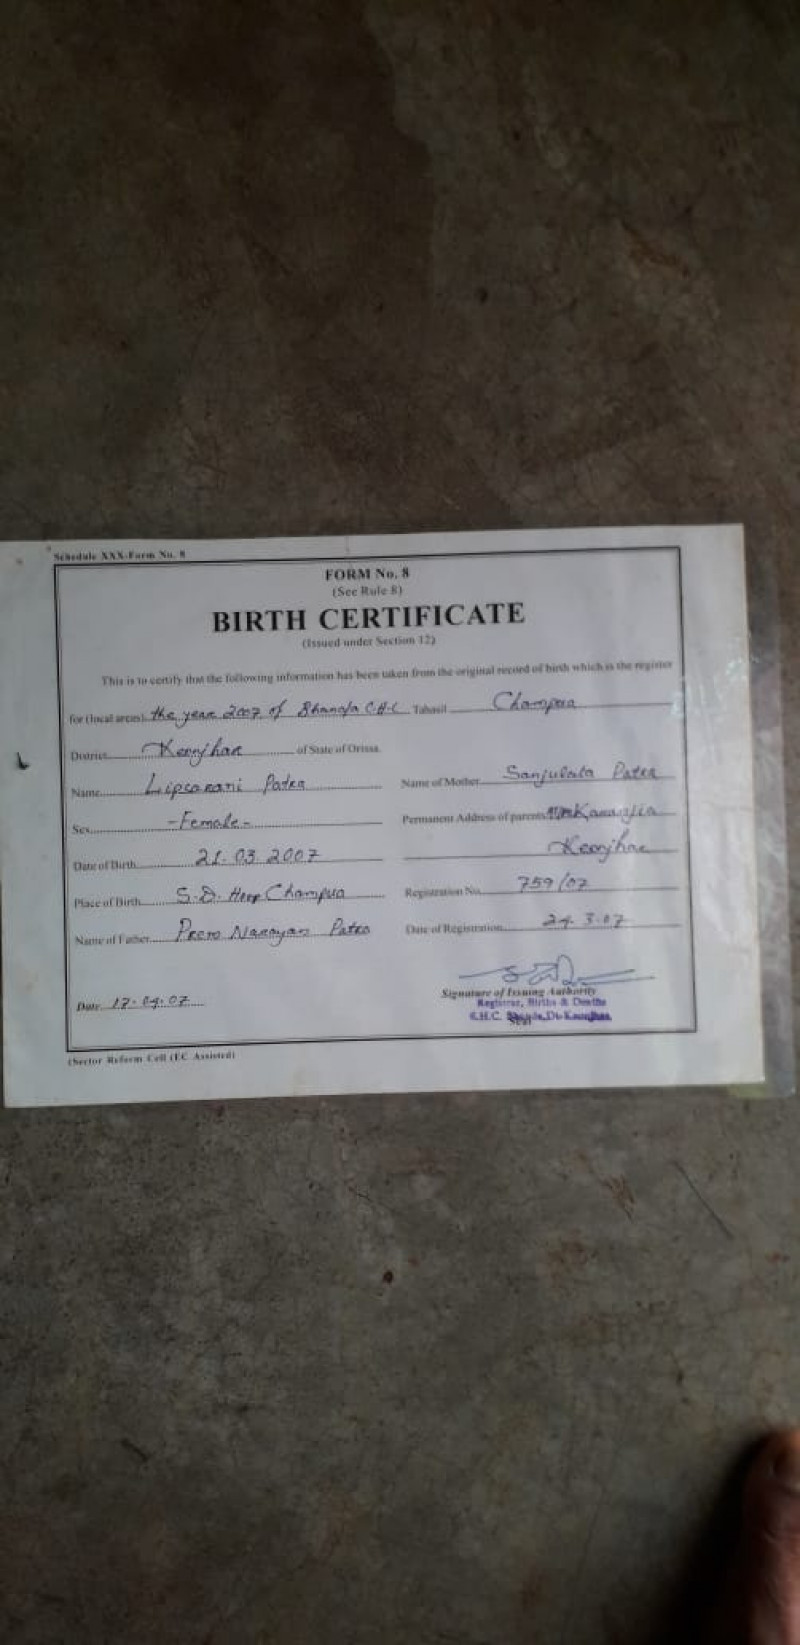 Schedule XXX-Form No. 8
FORM No. 8
(See Rule 8)
BIRTH CERTIFICATE
(Issued under Section 12)
This is to certify that the following information has been taken from the original record of birth which is the register
for (local areas) the year 2007 of Bhanda C.H.C Tahasil Champua
District Keonjhar of State of Orissa.
Name Lipsarani Patra Name of Mother Sanjulata Patra
Sex -Female- Permanent Address of parents Kananjia
Keonjhar
Date of Birth 21.03.2007
Place of Birth S.D. Hosp Champua Registration No. 759/07
Name of Father Narayan Patra Date of Registration 24.3.07
Date 17.04.07
Signature of Issuing Authority
Registrar, Births & Deaths
C.H.C. Dt-Keonjhar
Seal
(Sector Reform Cell (EC Assisted)